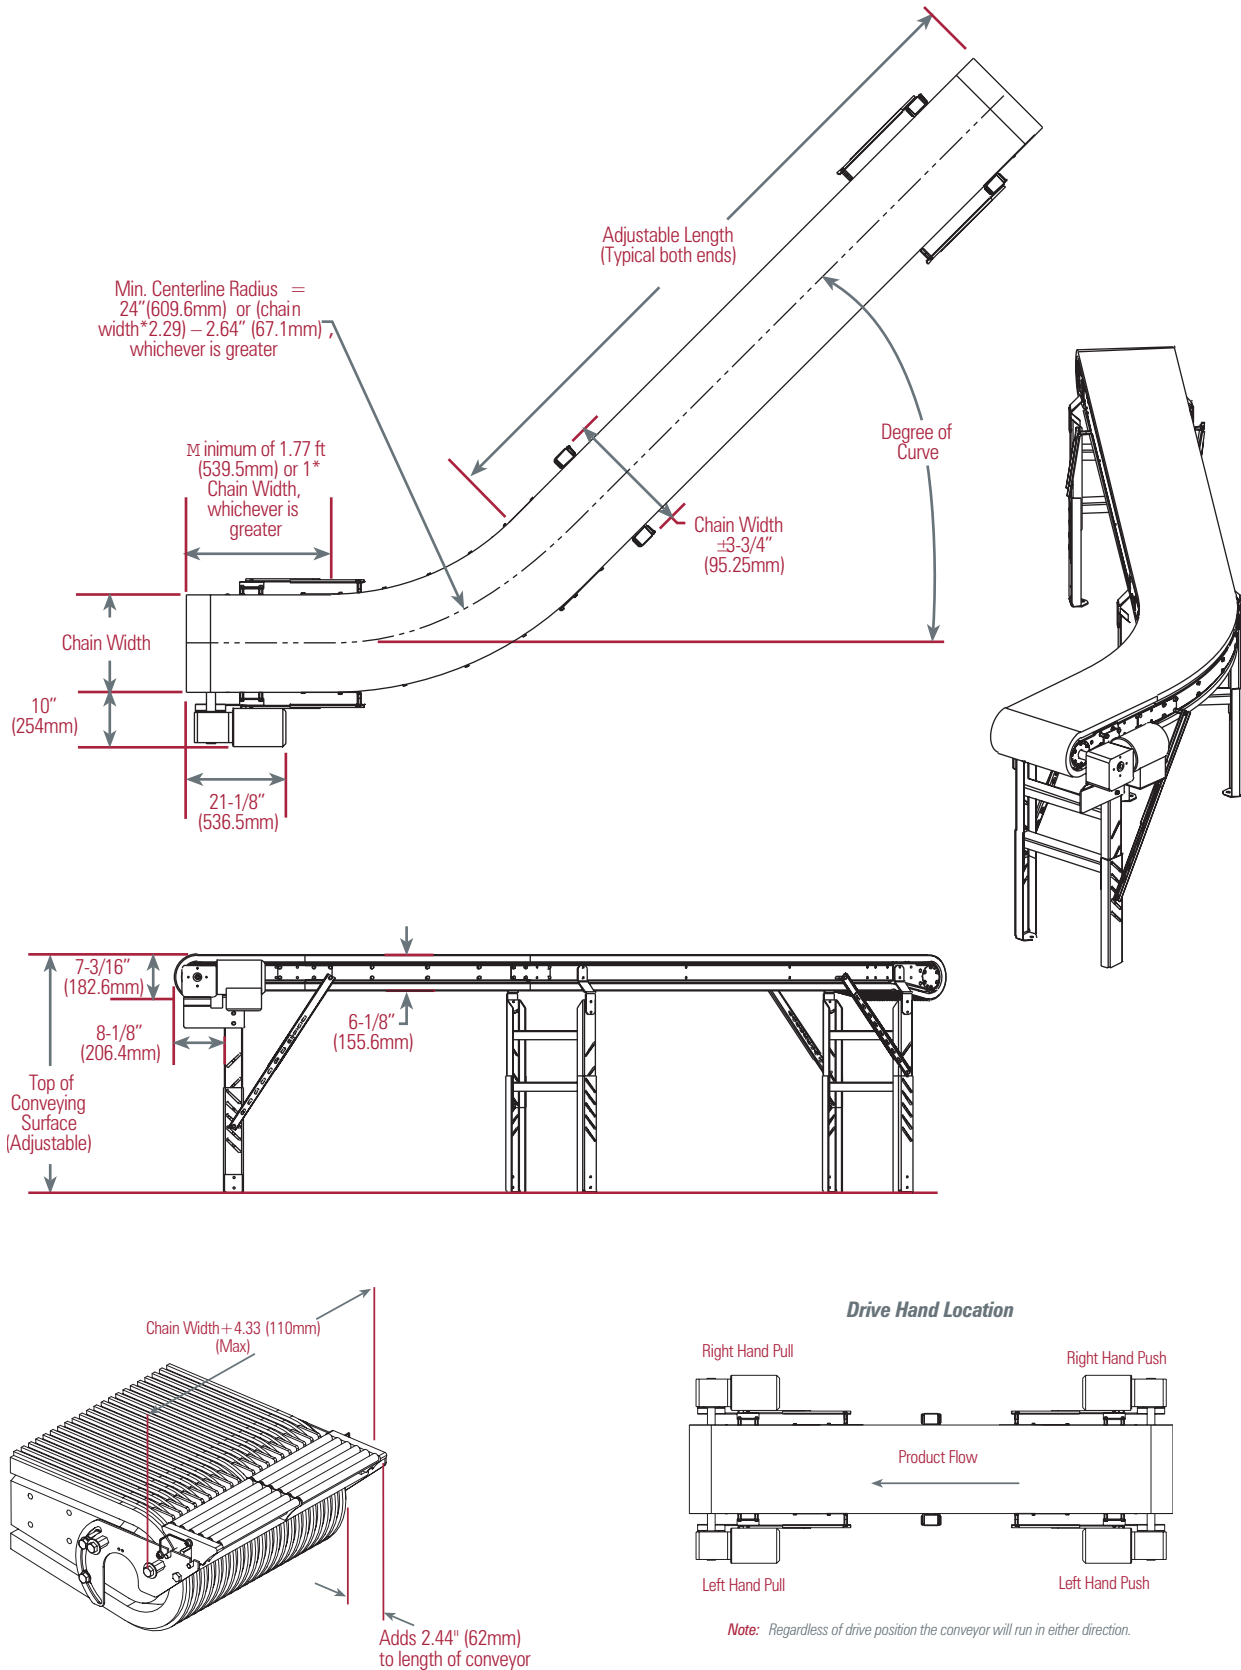 Adjustable Length
(Typical both ends)
Min. Centerline Radius =
24”(609.6mm) or (chain
width*2.29) – 2.64” (67.1mm) ,
whichever is greater
Degree of
Curve
Minimum of 1.77 ft
(539.5mm) or 1*
Chain Width,
whichever is
greater
Chain Width
±3-3/4”
(95.25mm)
Chain Width
10”
(254mm)
21-1/8”
(536.5mm)
7-3/16”
(182.6mm)
8-1/8”
(206.4mm)
6-1/8”
(155.6mm)
Top of
Conveying
Surface
(Adjustable)
Chain Width+4.33 (110mm)
(Max)
Adds 2.44" (62mm)
to length of conveyor
Drive Hand Location
Right Hand Pull
Right Hand Push
Product Flow
Left Hand Pull
Left Hand Push
Note: Regardless of drive position the conveyor will run in either direction.